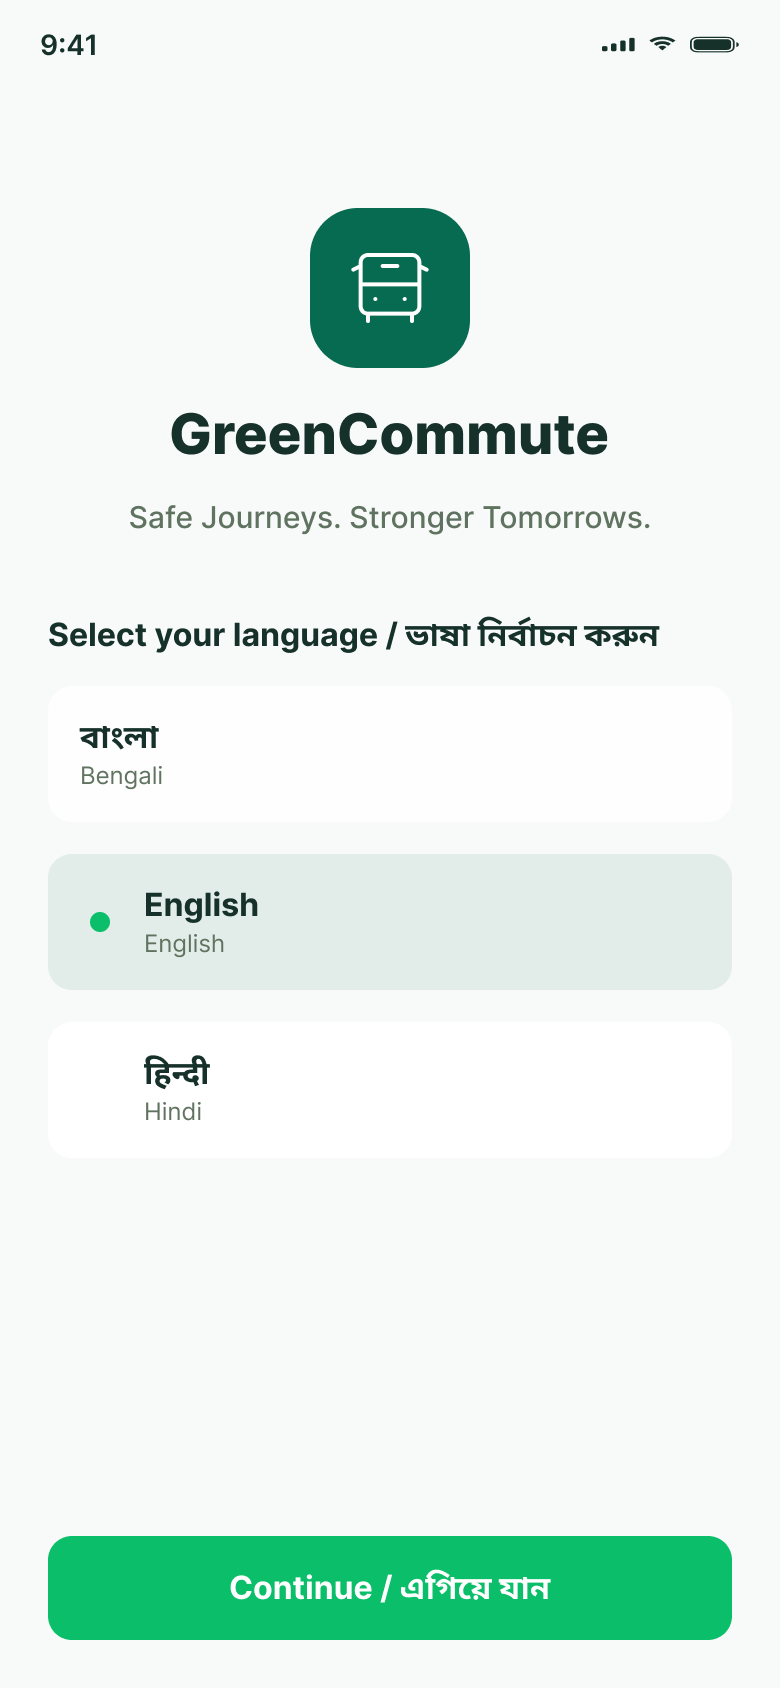 9:41
GreenCommute
Safe Journeys. Stronger Tomorrows.
Select your language / ভাষা নির্বাচন করুন
বাংলা
Bengali
English
English
हिन्दी
Hindi
Continue / এগিয়ে যান